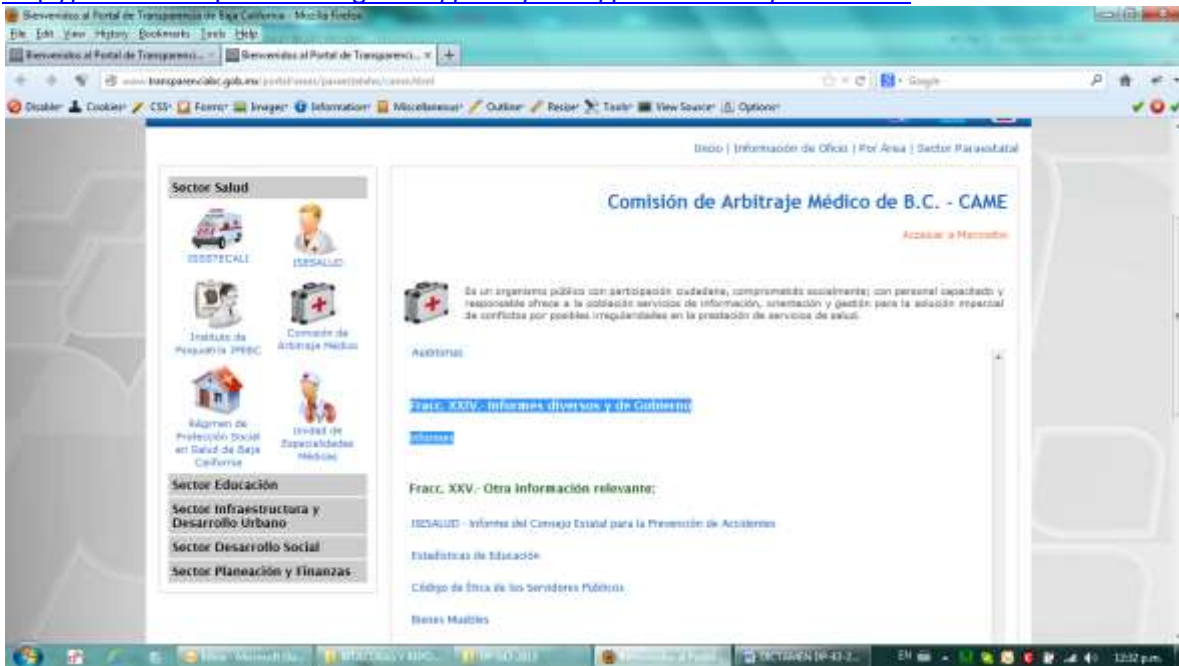 Bienvenidos al Portal de Transparencia de Baja California - Mozilla Firefox
File Edit View History Bookmarks Tools Help
Bienvenidos al Portal de Transparenci... Bienvenidos al Portal de Transparenci...
Google
Disable Cookies CSS Forms Images Information Miscellaneous Outline Resize Tools View Source Options
Inicio | Información de Oficio | Por Área | Sector Paraestatal
Sector Salud
ISSSTECALI
ISESALUD
Instituto de
Psiquiatría IPEBC
Comisión de
Arbitraje Médico
Régimen de
Protección Social
en Salud de Baja
California
Unidad de
Especialidades
Médicas
Sector Educación
Sector Infraestructura y
Desarrollo Urbano
Sector Desarrollo Social
Sector Planeación y Finanzas
Comisión de Arbitraje Médico de B.C. - CAME
Accesar a Micrositio
Es un organismo público con participación ciudadana, comprometido socialmente; con personal capacitado y
responsable ofrece a la población servicios de información, orientación y gestión para la solución imparcial
de conflictos por posibles irregularidades en la prestación de servicios de salud.
Auditorias
Fracc. XXIV.- Informes diversos y de Gobierno
Informes
Fracc. XXV.- Otra información relevante:
ISESALUD - Informe del Consejo Estatal para la Prevención de Accidentes
Estadísticas de Educación
Código de Ética de los Servidores Públicos
Bienes Muebles
EN
12:32 p.m.